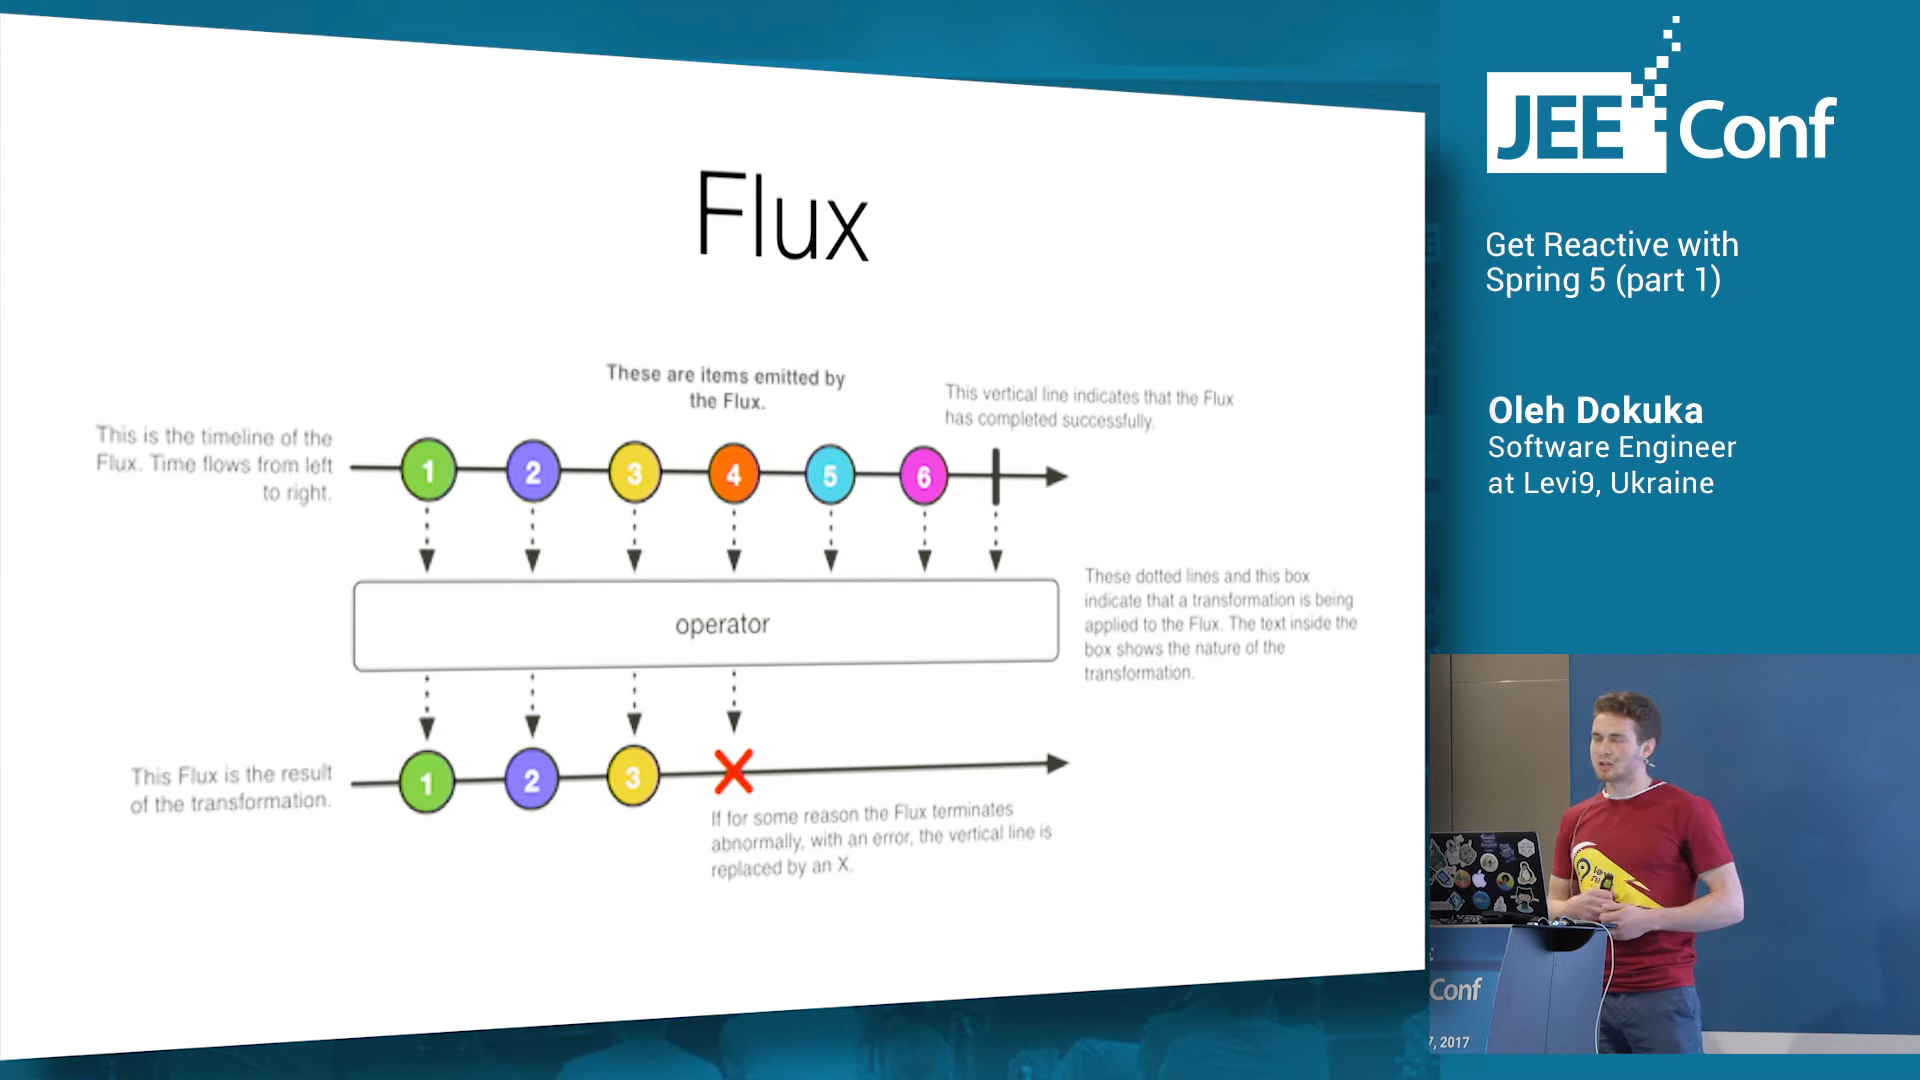 Flux
These are items emitted by
the Flux.
This vertical line indicates that the Flux
has completed successfully.
This is the timeline of the
Flux. Time flows from left
to right.
1 2 3 4 5 6
operator
These dotted lines and this box
indicate that a transformation is being
applied to the Flux. The text inside the
box shows the nature of the
transformation.
This Flux is the result
of the transformation.
1 2 3
If for some reason the Flux terminates
abnormally, with an error, the vertical line is
replaced by an X.
JEE Conf
Get Reactive with
Spring 5 (part 1)
Oleh Dokuka
Software Engineer
at Levi9, Ukraine
Conf
7, 2017